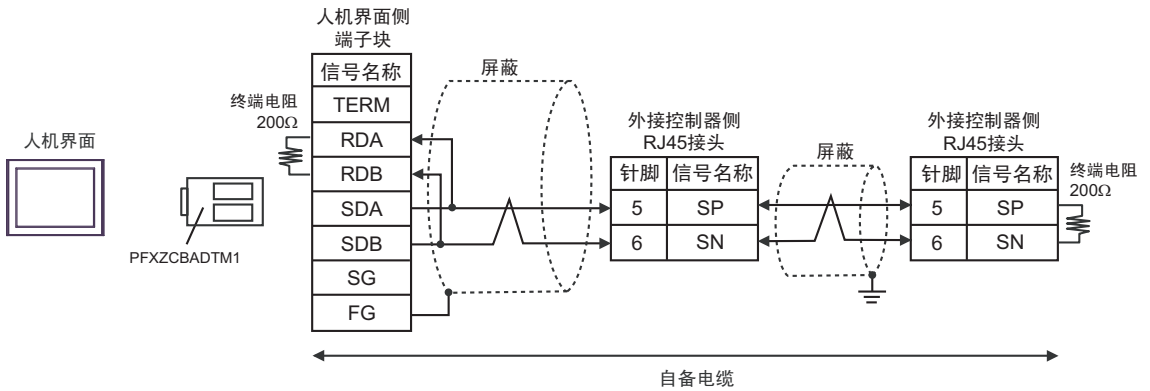 人机界面
PFXZCBADTM1
终端电阻
200Ω
人机界面侧
端子块
信号名称
TERM
RDA
RDB
SDA
SDB
SG
FG
屏蔽
外接控制器侧
RJ45接头
针脚 信号名称
5 SP
6 SN
屏蔽
外接控制器侧
RJ45接头
针脚 信号名称
5 SP
6 SN
终端电阻
200Ω
自备电缆